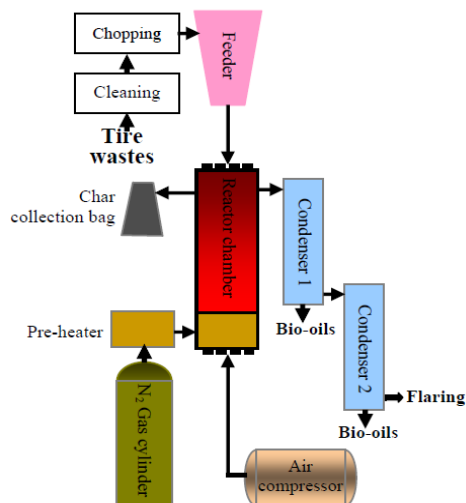 Chopping
Feeder
Cleaning
Tire
wastes
Char
collection bag
Reactor chamber
Condenser 1
Bio-oils
Pre-heater
Condenser 2
Flaring
Bio-oils
N₂ Gas cylinder
Air
compressor